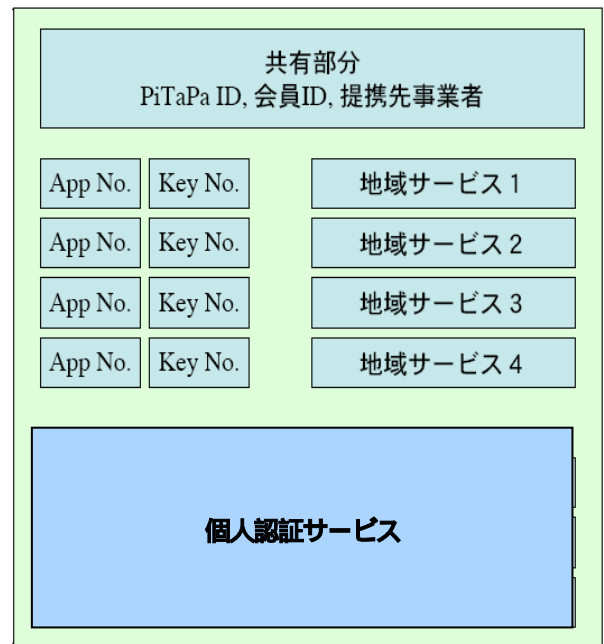 共有部分
PiTaPa ID, 会員ID, 提携先事業者
App No. Key No. 地域サービス 1
App No. Key No. 地域サービス 2
App No. Key No. 地域サービス 3
App No. Key No. 地域サービス 4
個人認証サービス